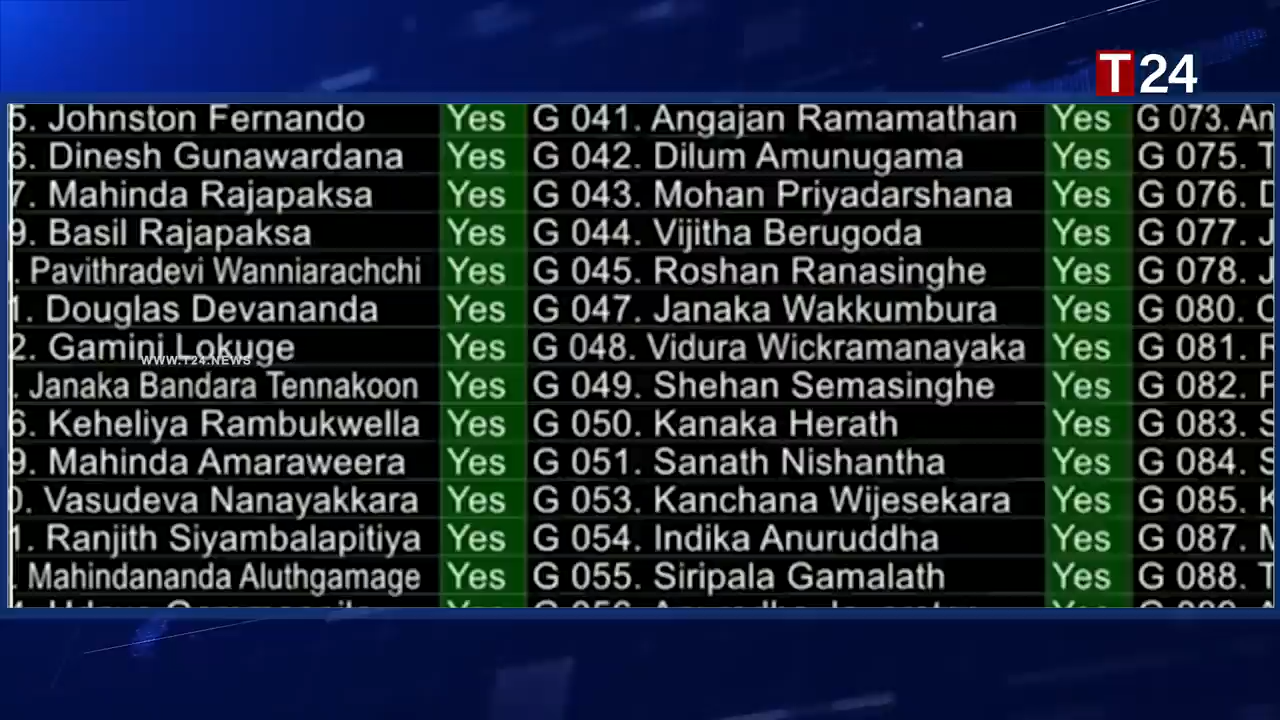 T24
5. Johnston Fernando Yes G 041. Angajan Ramamathan Yes G 073. An
6. Dinesh Gunawardana Yes G 042. Dilum Amunugama Yes G 075. T
7. Mahinda Rajapaksa Yes G 043. Mohan Priyadarshana Yes G 076. D
9. Basil Rajapaksa Yes G 044. Vijitha Berugoda Yes G 077. J
. Pavithradevi Wanniarachchi Yes G 045. Roshan Ranasinghe Yes G 078. J
1. Douglas Devananda Yes G 047. Janaka Wakkumbura Yes G 080. C
2. Gamini Lokuge Yes G 048. Vidura Wickramanayaka Yes G 081. R
WWW.T24.NEWS
. Janaka Bandara Tennakoon Yes G 049. Shehan Semasinghe Yes G 082. P
6. Keheliya Rambukwella Yes G 050. Kanaka Herath Yes G 083. S
9. Mahinda Amaraweera Yes G 051. Sanath Nishantha Yes G 084. S
0. Vasudeva Nanayakkara Yes G 053. Kanchana Wijesekara Yes G 085. K
1. Ranjith Siyambalapitiya Yes G 054. Indika Anuruddha Yes G 087. M
. Mahindananda Aluthgamage Yes G 055. Siripala Gamalath Yes G 088. T